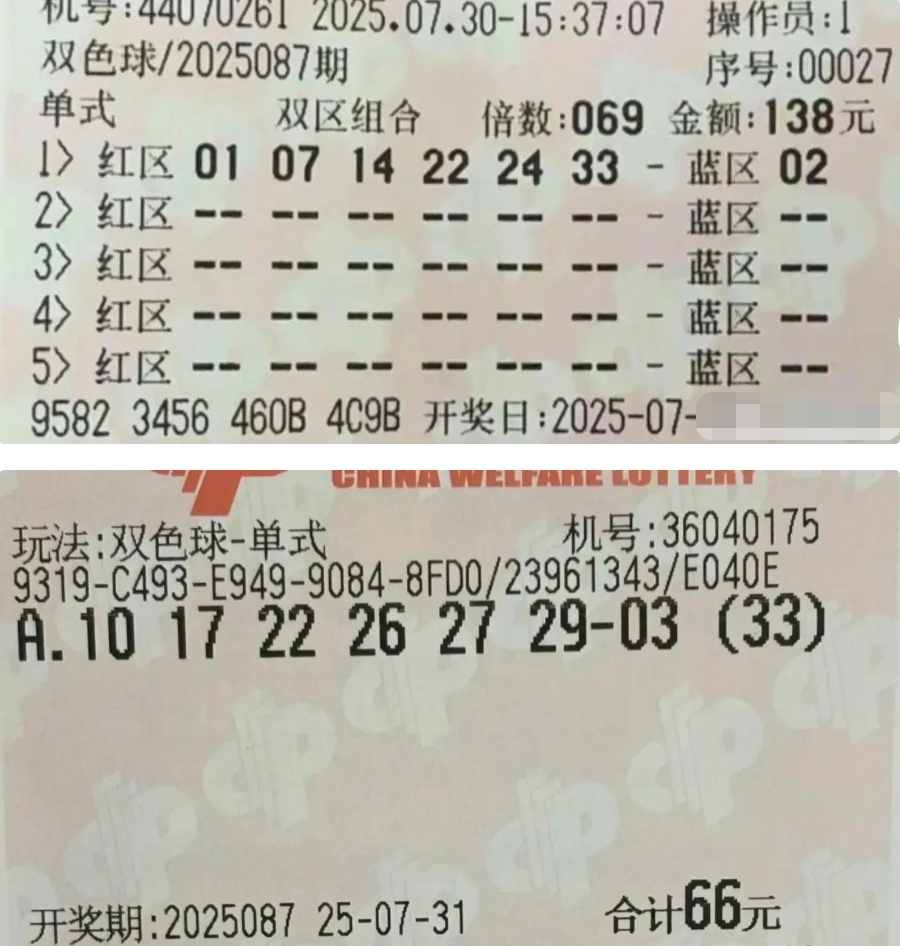 机号:44070261 2025.07.30-15:37:07 操作员:1
双色球/2025087期 序号:00027
单式 双区组合 倍数:069 金额:138元
1> 红区 01 07 14 22 24 33 - 蓝区 02
2> 红区 -- -- -- -- -- -- - 蓝区 --
3> 红区 -- -- -- -- -- -- - 蓝区 --
4> 红区 -- -- -- -- -- -- - 蓝区 --
5> 红区 -- -- -- -- -- -- - 蓝区 --
9582 3456 460B 4C9B 开奖日:2025-07-
CHINA WELFARE LOTTERY
玩法:双色球-单式 机号:36040175
9319-C493-E949-9084-8FD0/23961343/E040E
A.10 17 22 26 27 29-03 (33)
开奖期:2025087 25-07-31 合计66元